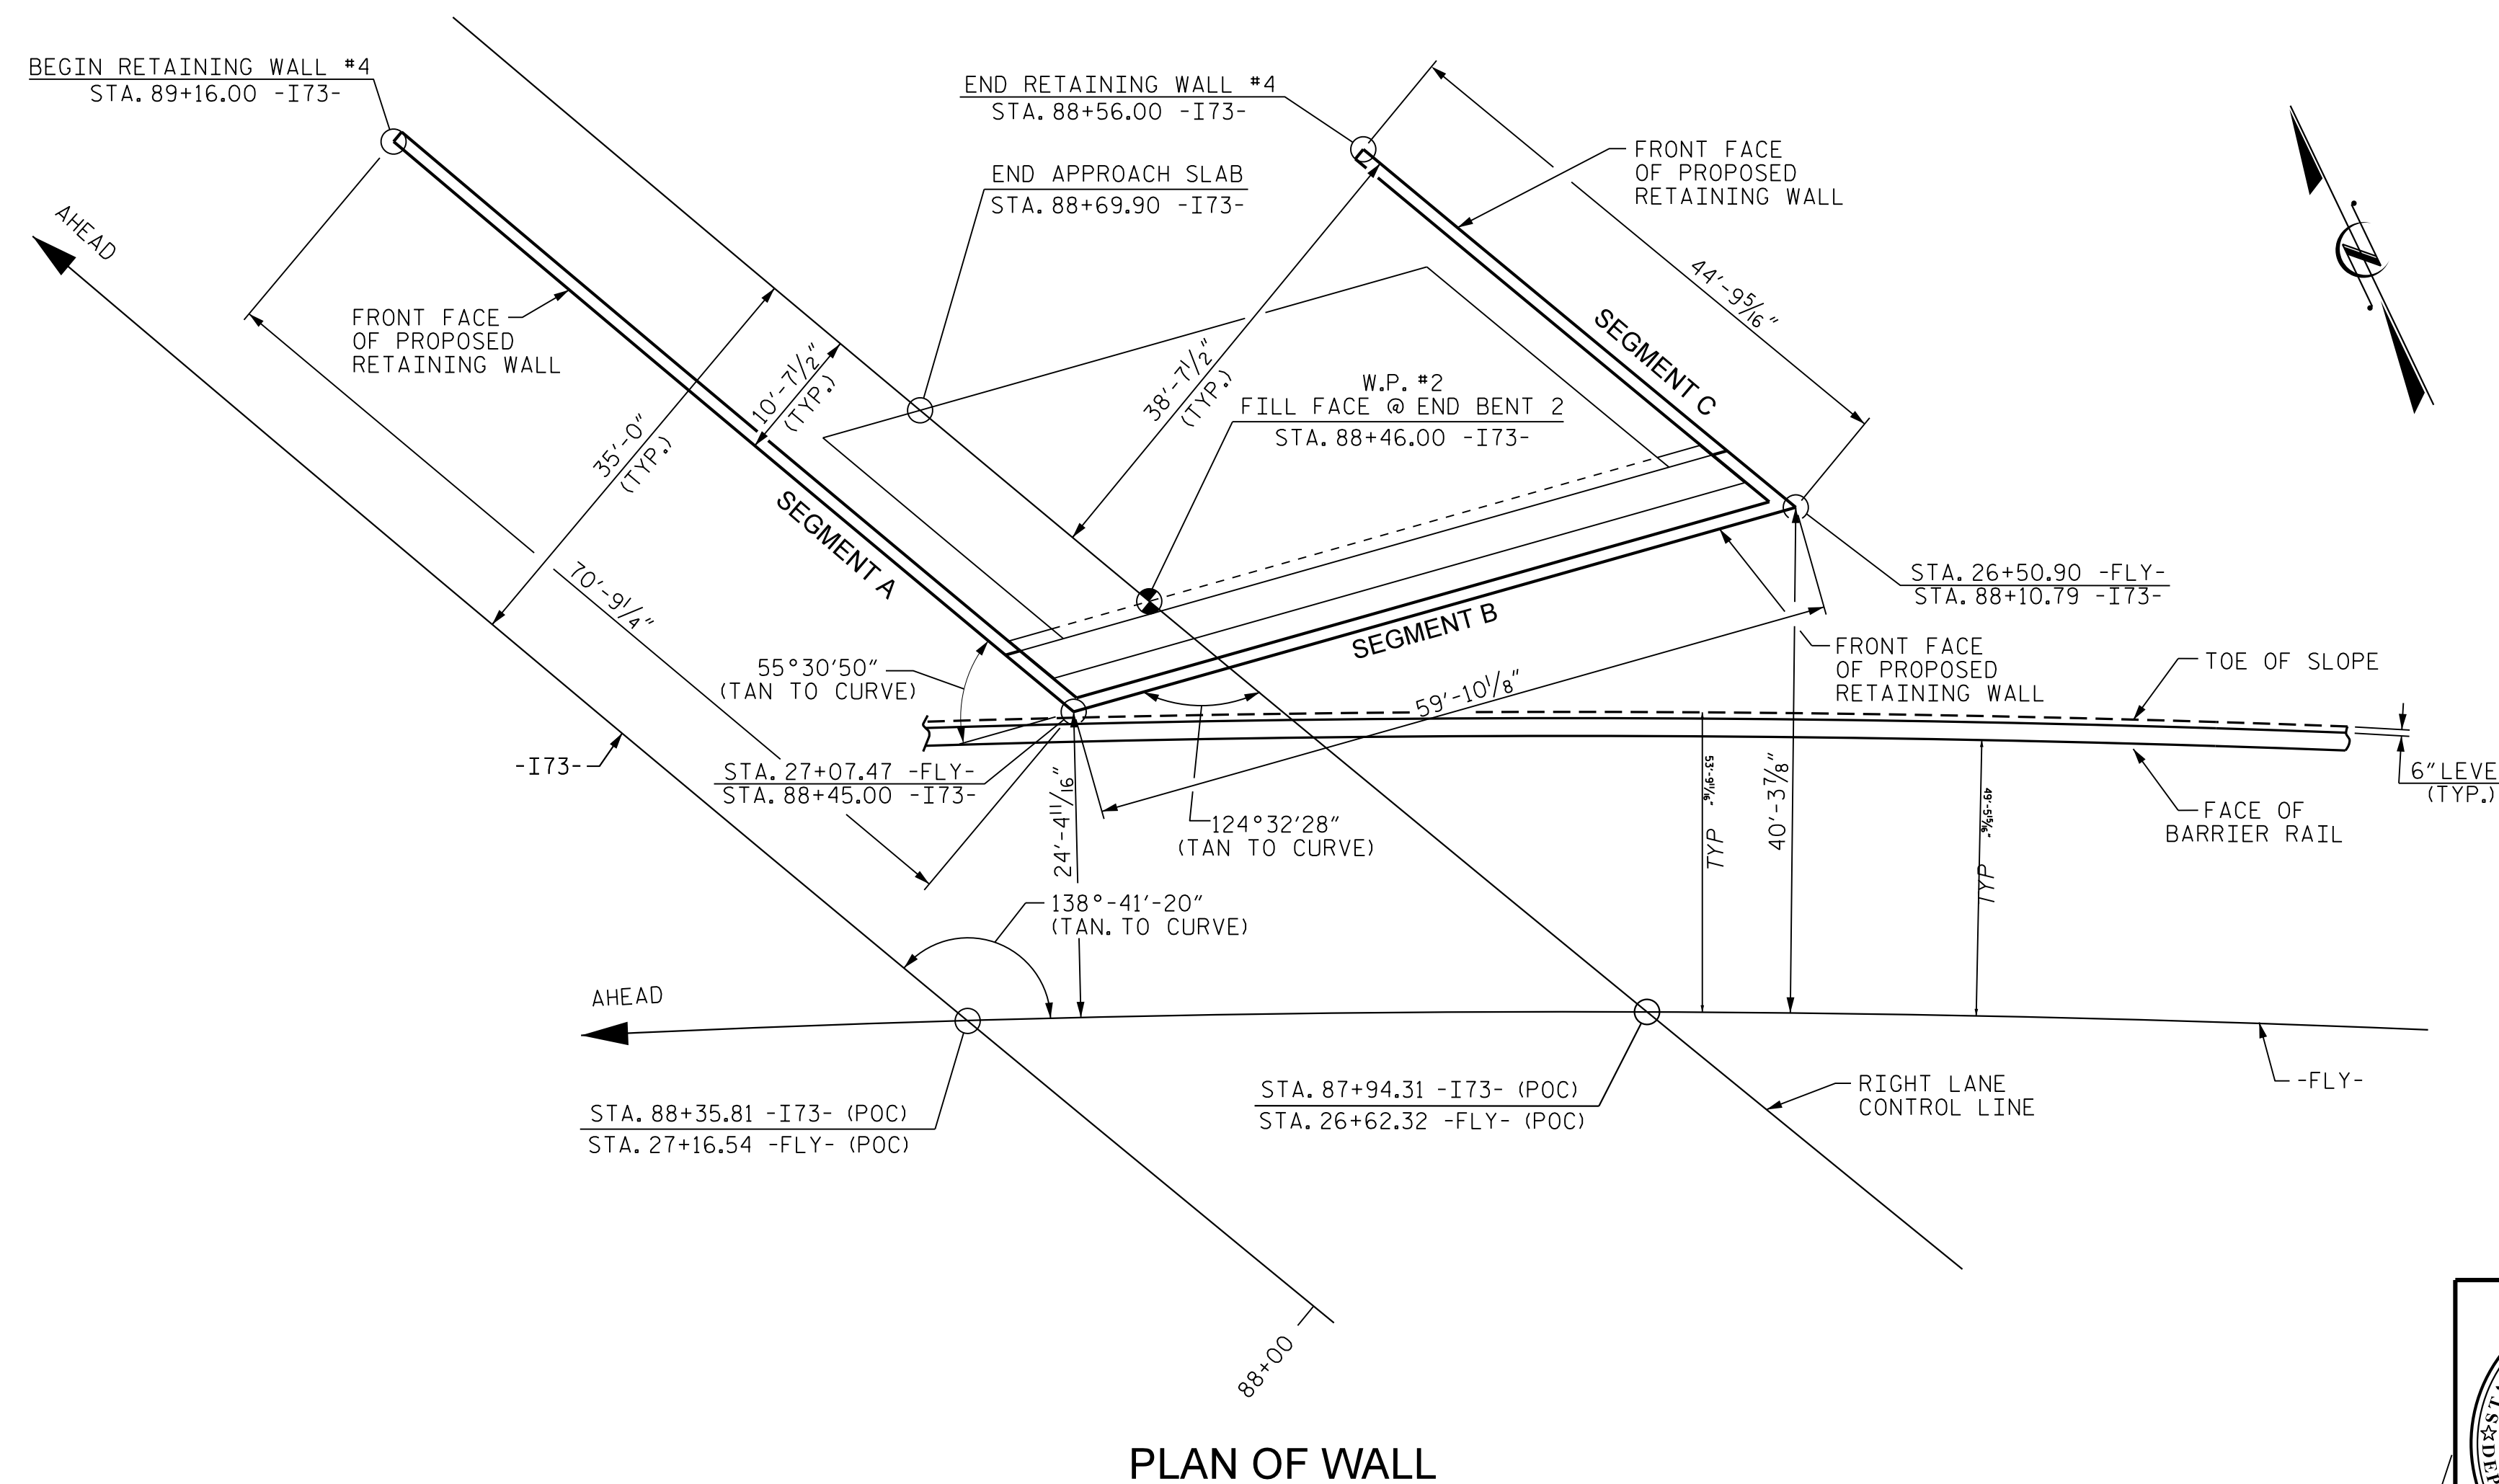 BEGIN RETAINING WALL #4
STA. 89+16.00 -I73-
END RETAINING WALL #4
STA. 88+56.00 -I73-
END APPROACH SLAB
STA. 88+69.90 -I73-
FRONT FACE
OF PROPOSED
RETAINING WALL
AHEAD
FRONT FACE
OF PROPOSED
RETAINING WALL
44'-9 5/16"
SEGMENT C
10'-7 1/2"
(TYP.)
38'-7 1/2"
(TYP.)
35'-0"
(TYP.)
W.P. #2
FILL FACE @ END BENT 2
STA. 88+46.00 -I73-
SEGMENT A
70'-9 1/4"
STA. 26+50.90 -FLY-
STA. 88+10.79 -I73-
SEGMENT B
55°30'50"
(TAN TO CURVE)
FRONT FACE
OF PROPOSED
RETAINING WALL
TOE OF SLOPE
59'-10 1/8"
-I73-
STA. 27+07.47 -FLY-
STA. 88+45.00 -I73-
24'-4 11/16"
53'-9 11/16"
TYP
40'-3 7/8"
49'-5 15/16"
TYP
6" LEVE
(TYP.)
124°32'28"
(TAN TO CURVE)
FACE OF
BARRIER RAIL
138°-41'-20"
(TAN. TO CURVE)
AHEAD
STA. 88+35.81 -I73- (POC)
STA. 27+16.54 -FLY- (POC)
STA. 87+94.31 -I73- (POC)
STA. 26+62.32 -FLY- (POC)
RIGHT LANE
CONTROL LINE
-FLY-
88+00
PLAN OF WALL